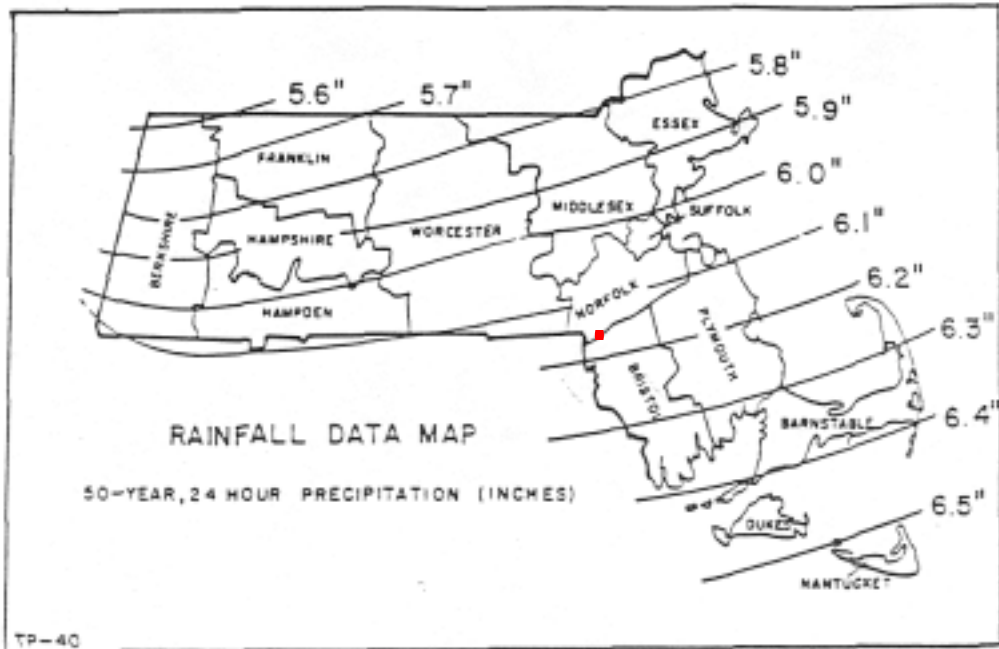 5.6"
5.7"
5.8"
5.9"
6.0"
6.1"
6.2"
6.3"
6.4"
6.5"
ESSEX
FRANKLIN
MIDDLESEX
SUFFOLK
BERKSHIRE
HAMPSHIRE
WORCESTER
HAMPDEN
NORFOLK
PLYMOUTH
BRISTOL
BARNSTABLE
DUKES
NANTUCKET
RAINFALL DATA MAP
50-YEAR, 24 HOUR PRECIPITATION (INCHES)
TP-40